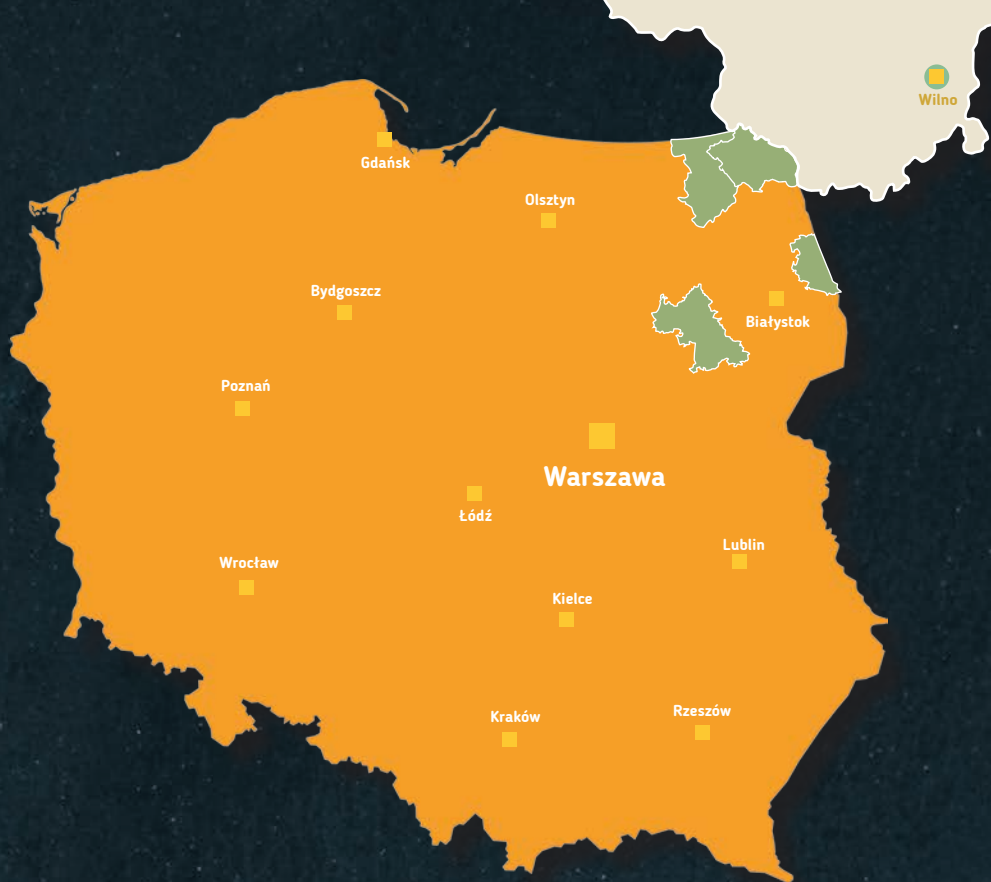 Wilno
Gdańsk
Olsztyn
Bydgoszcz
Białystok
Poznań
Warszawa
Łódź
Lublin
Wrocław
Kielce
Rzeszów
Kraków